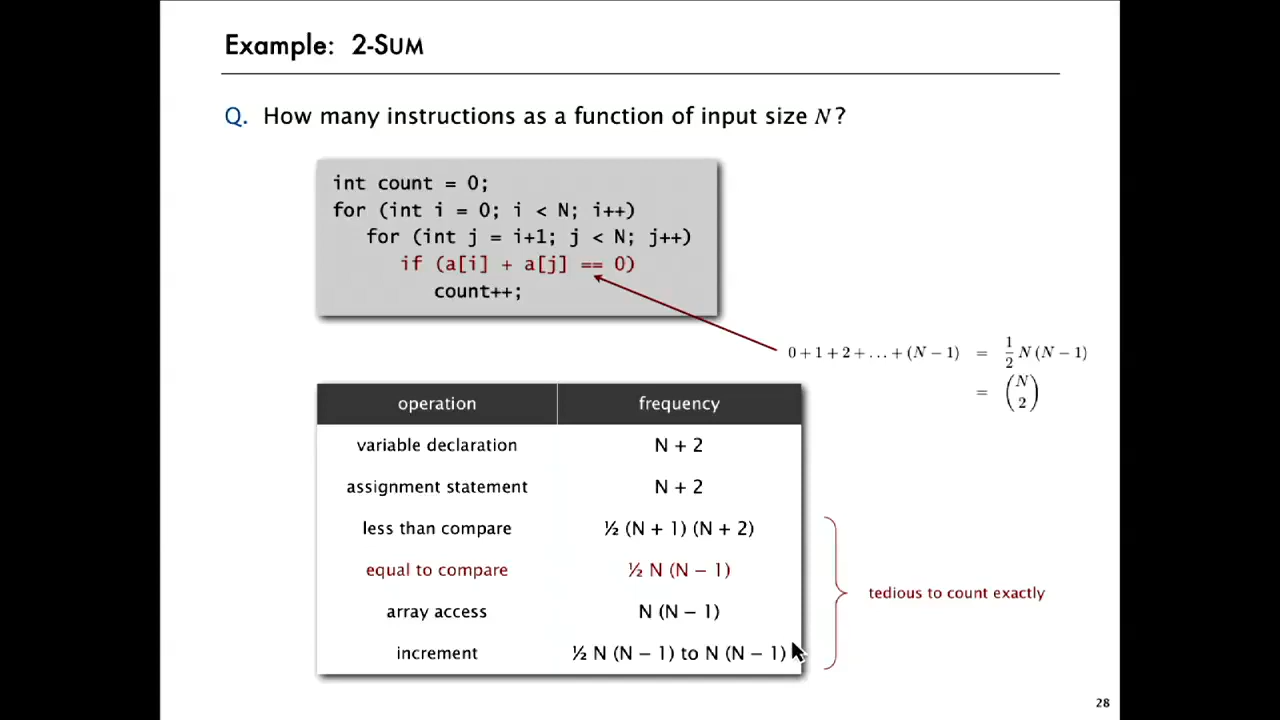 Example: 2-SUM
Q. How many instructions as a function of input size N ?
int count = 0;
for (int i = 0; i < N; i++)
for (int j = i+1; j < N; j++)
if (a[i] + a[j] == 0)
count++;
0 + 1 + 2 + . . . + (N − 1) = 1/2 N (N − 1)
= (N 2)
operation frequency
variable declaration N + 2
assignment statement N + 2
less than compare ½ (N + 1) (N + 2)
equal to compare ½ N (N − 1)
array access N (N − 1)
increment ½ N (N − 1) to N (N − 1)
tedious to count exactly
28